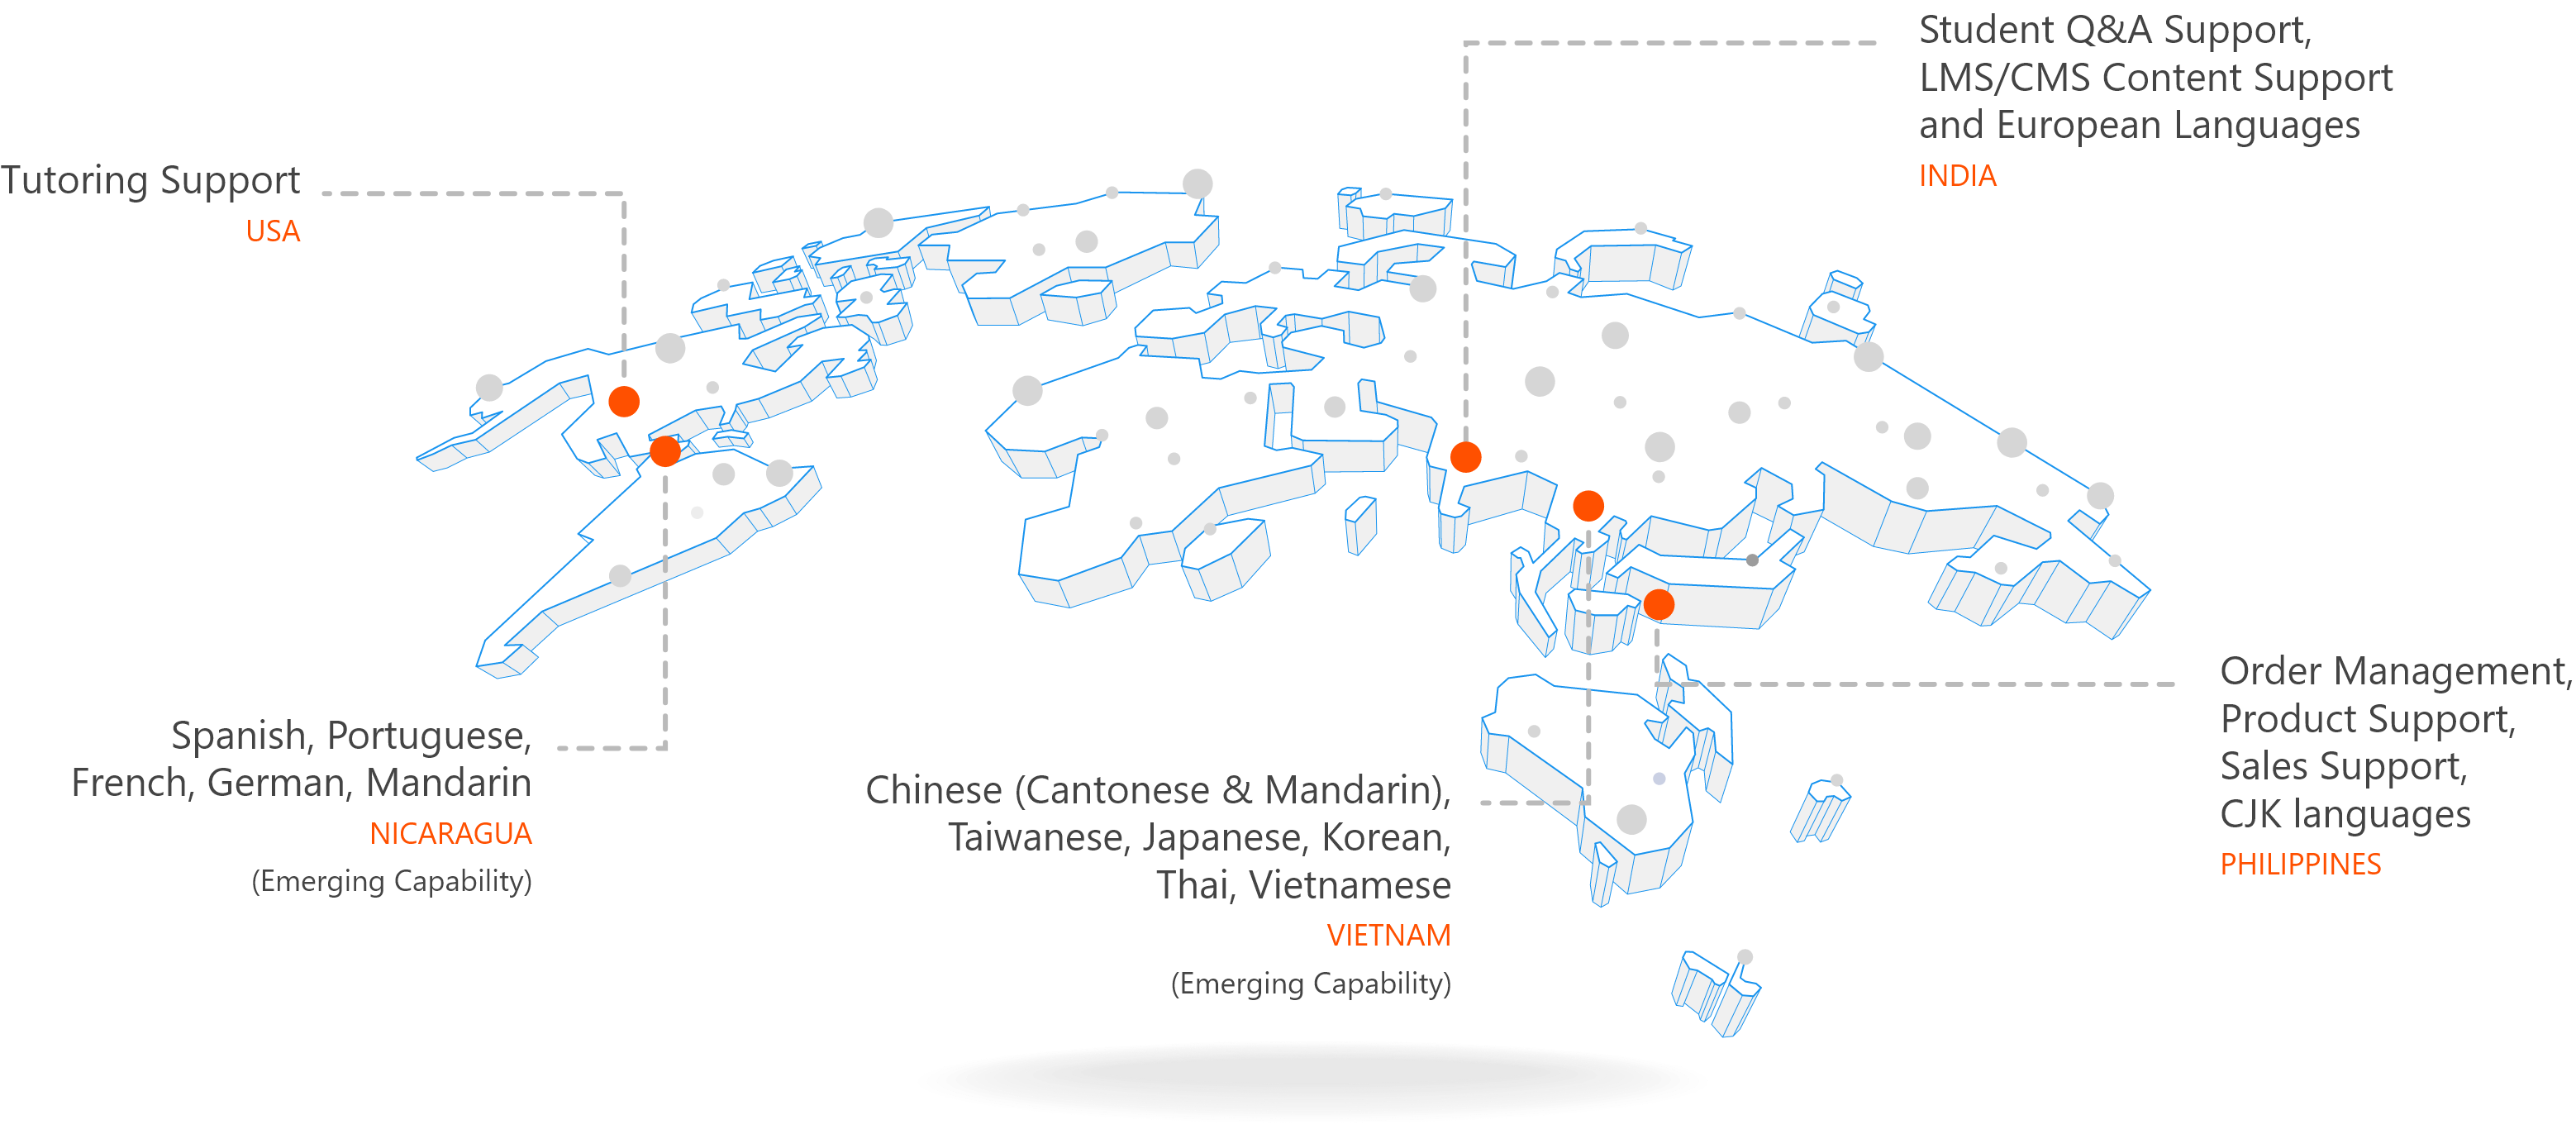 Student Q&A Support,
LMS/CMS Content Support
and European Languages
INDIA
Tutoring Support
USA
Order Management,
Product Support,
Sales Support,
CJK languages
PHILIPPINES
Spanish, Portuguese,
French, German, Mandarin
NICARAGUA
(Emerging Capability)
Chinese (Cantonese & Mandarin),
Taiwanese, Japanese, Korean,
Thai, Vietnamese
VIETNAM
(Emerging Capability)